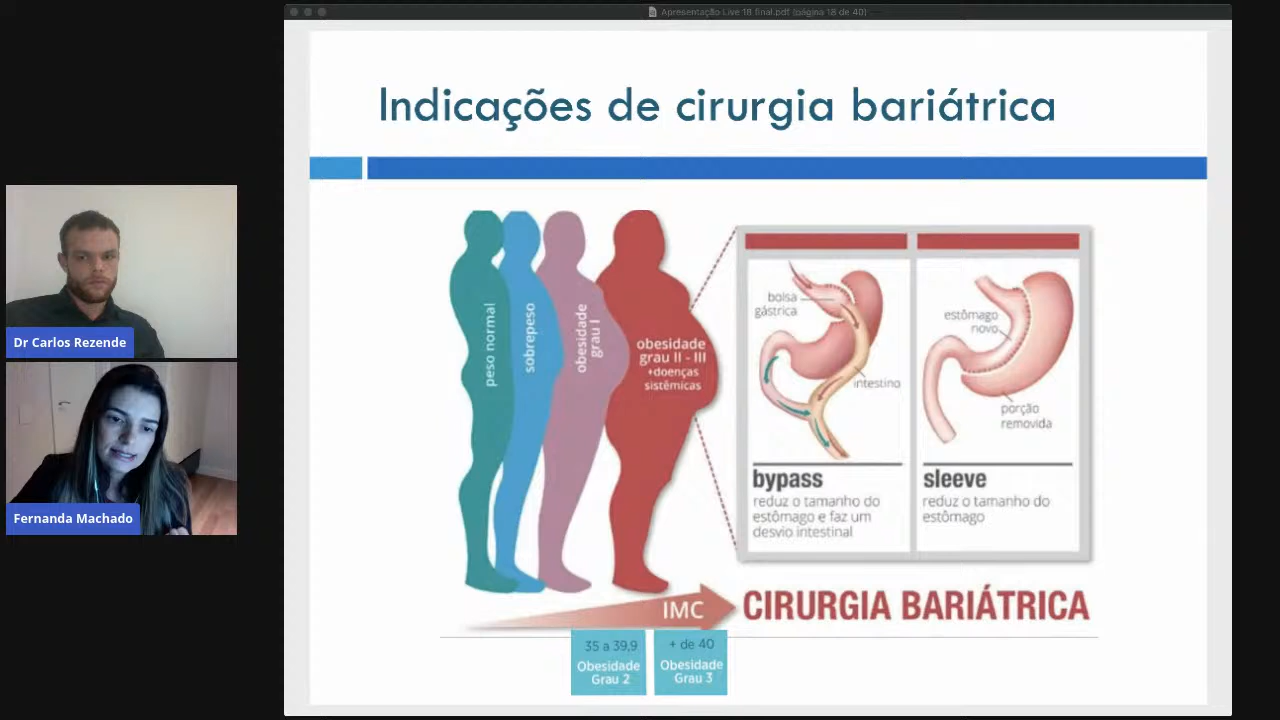 Apresentação Live 18 final.pdf (página 18 de 40)
Indicações de cirurgia bariátrica
Dr Carlos Rezende
Fernanda Machado
peso normal
sobrepeso
obesidade
grau I
obesidade
grau II - III
+doenças
sistêmicas
bolsa
gástrica
intestino
bypass
reduz o tamanho do
estômago e faz um
desvio intestinal
estômago
novo
porção
removida
sleeve
reduz o tamanho do
estômago
IMC
CIRURGIA BARIÁTRICA
35 a 39,9
Obesidade
Grau 2
+ de 40
Obesidade
Grau 3